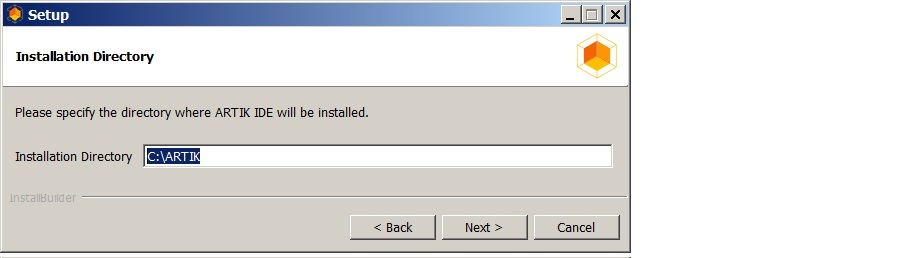 Setup
Installation Directory
Please specify the directory where ARTIK IDE will be installed.
Installation Directory C:\ARTIK
InstallBuilder
< Back Next > Cancel